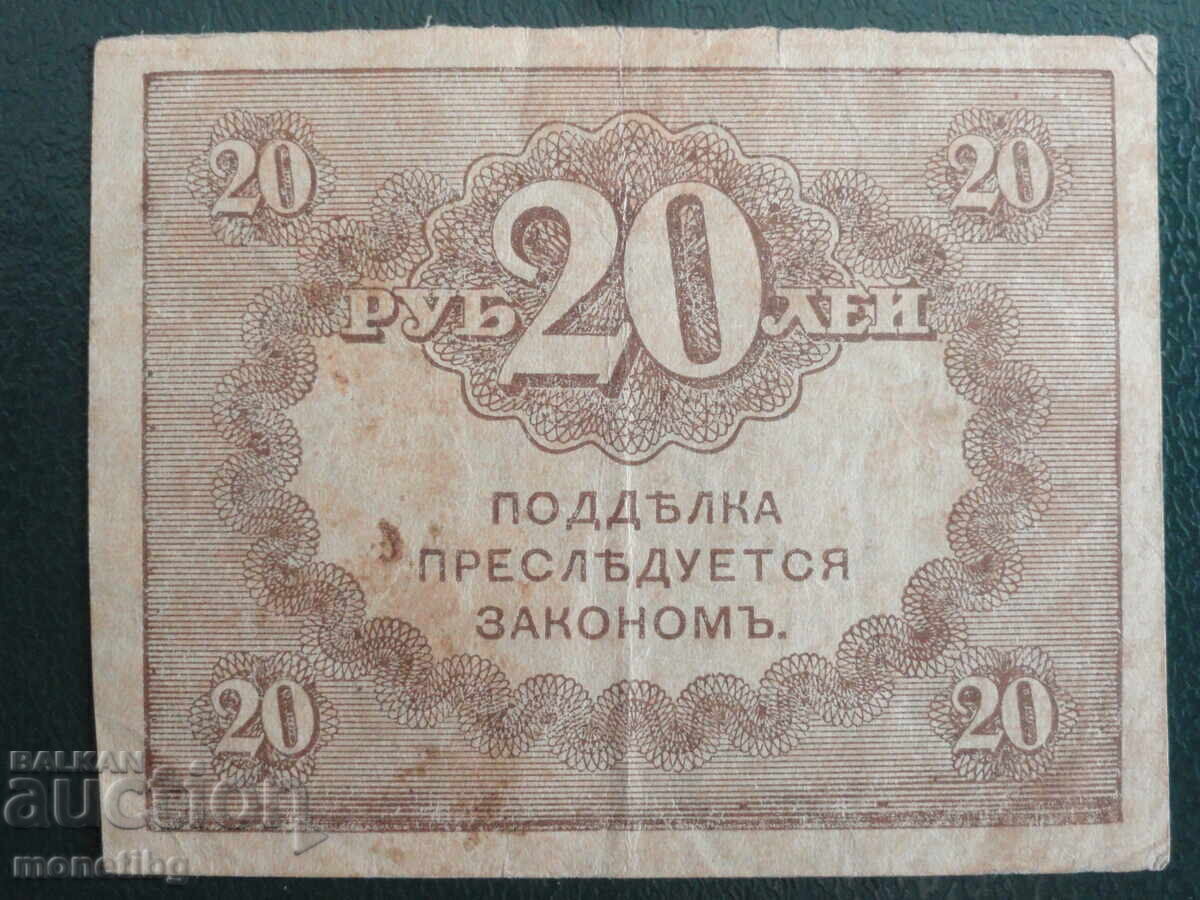 20 20
РУБ 20 ЛЕЙ
ПОДДѢЛКА
ПРЕСЛѢДУЕТСЯ
ЗАКОНОМЪ.
20 20
BALKAN
auction
monetibg